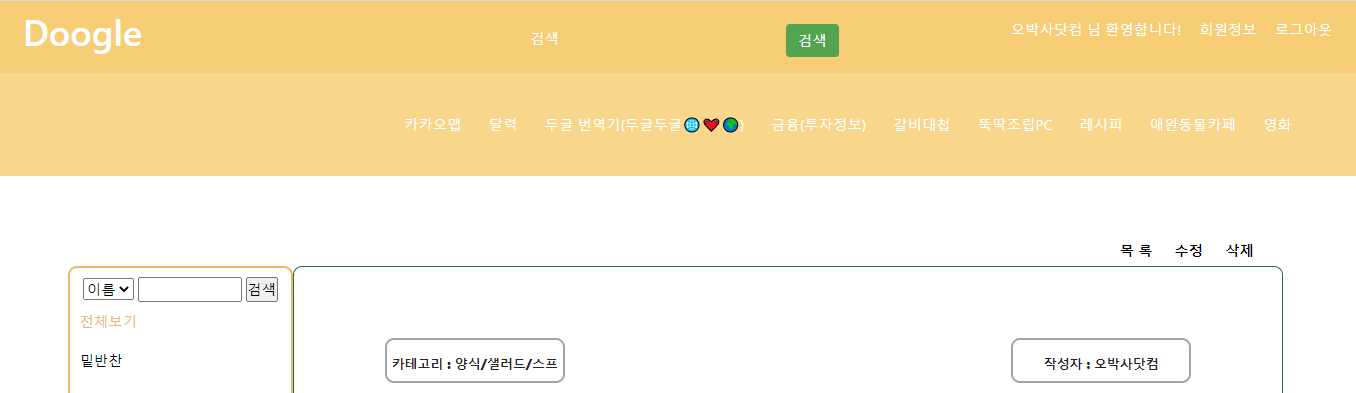 Doogle 검색 검색 오박사닷컴 님 환영합니다! 회원정보 로그아웃
카카오맵 달력 두글 번역기(두글두글🌐❤️🌏) 금융(투자정보) 갈비대첩 뚝딱조립PC 레시피 애완동물카페 영화
목 록 수정 삭제
이름 검색
전체보기
밑반찬
카테고리 : 양식/샐러드/스프
작성자 : 오박사닷컴